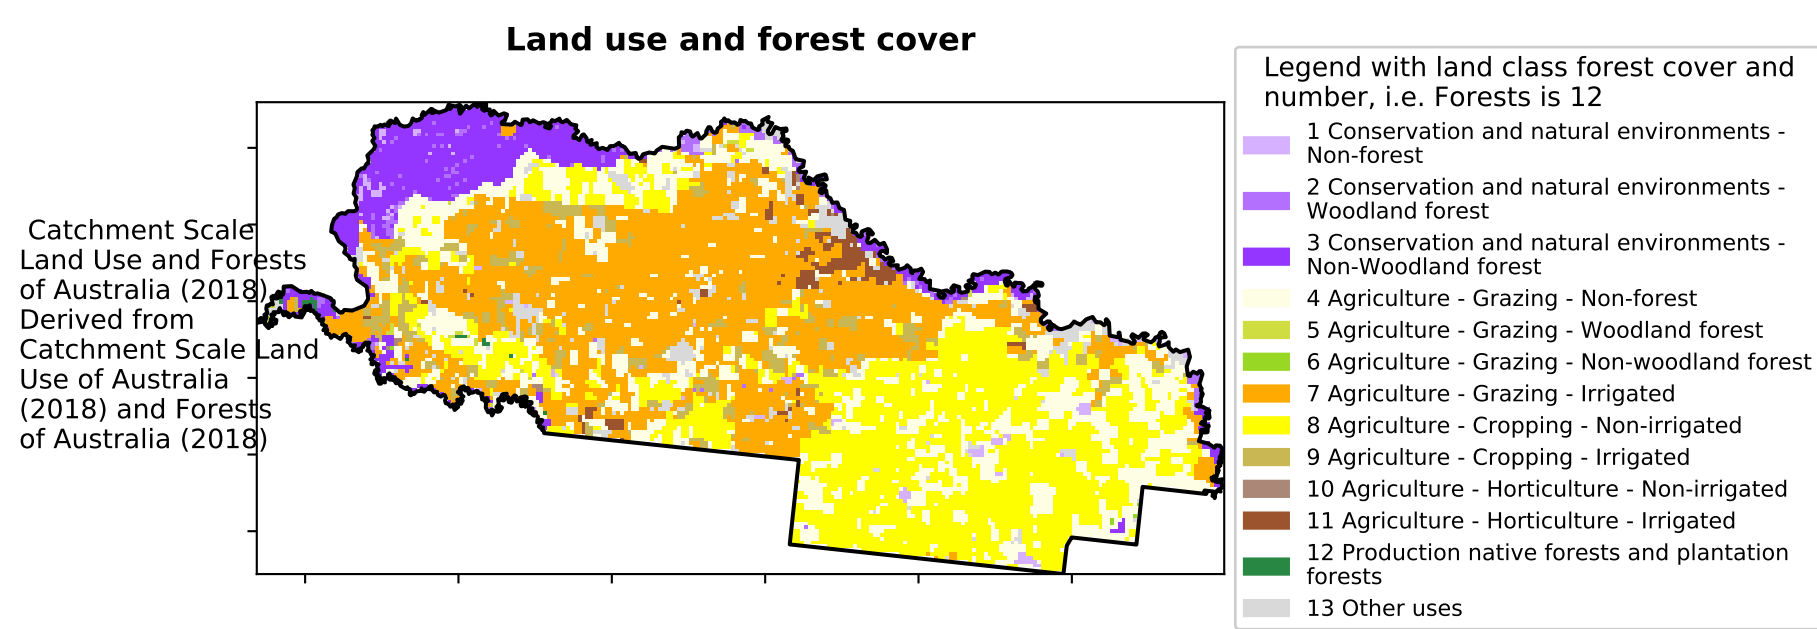 Land use and forest cover
Catchment Scale
Land Use and Forests
of Australia (2018)
Derived from
Catchment Scale Land
Use of Australia
(2018) and Forests
of Australia (2018)
Legend with land class forest cover and
number, i.e. Forests is 12
1 Conservation and natural environments -
Non-forest
2 Conservation and natural environments -
Woodland forest
3 Conservation and natural environments -
Non-Woodland forest
4 Agriculture - Grazing - Non-forest
5 Agriculture - Grazing - Woodland forest
6 Agriculture - Grazing - Non-woodland forest
7 Agriculture - Grazing - Irrigated
8 Agriculture - Cropping - Non-irrigated
9 Agriculture - Cropping - Irrigated
10 Agriculture - Horticulture - Non-irrigated
11 Agriculture - Horticulture - Irrigated
12 Production native forests and plantation
forests
13 Other uses